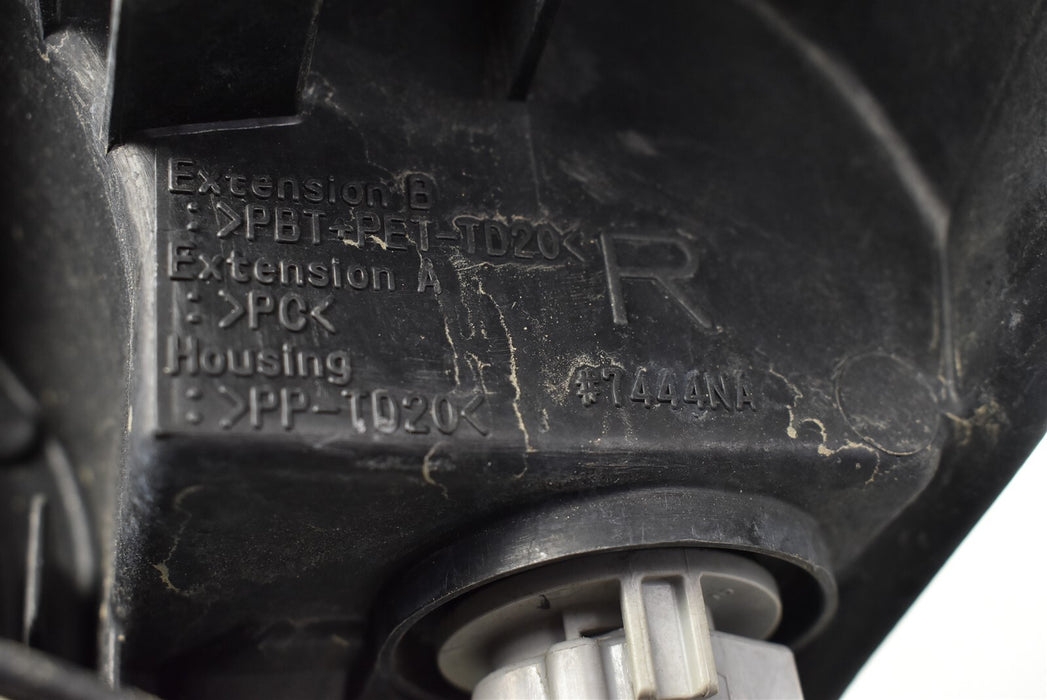 Extension B
:>PBT+PET-TD20<
Extension A
:>PC<
Housing
:>PP-TD20<
R
#7444NA